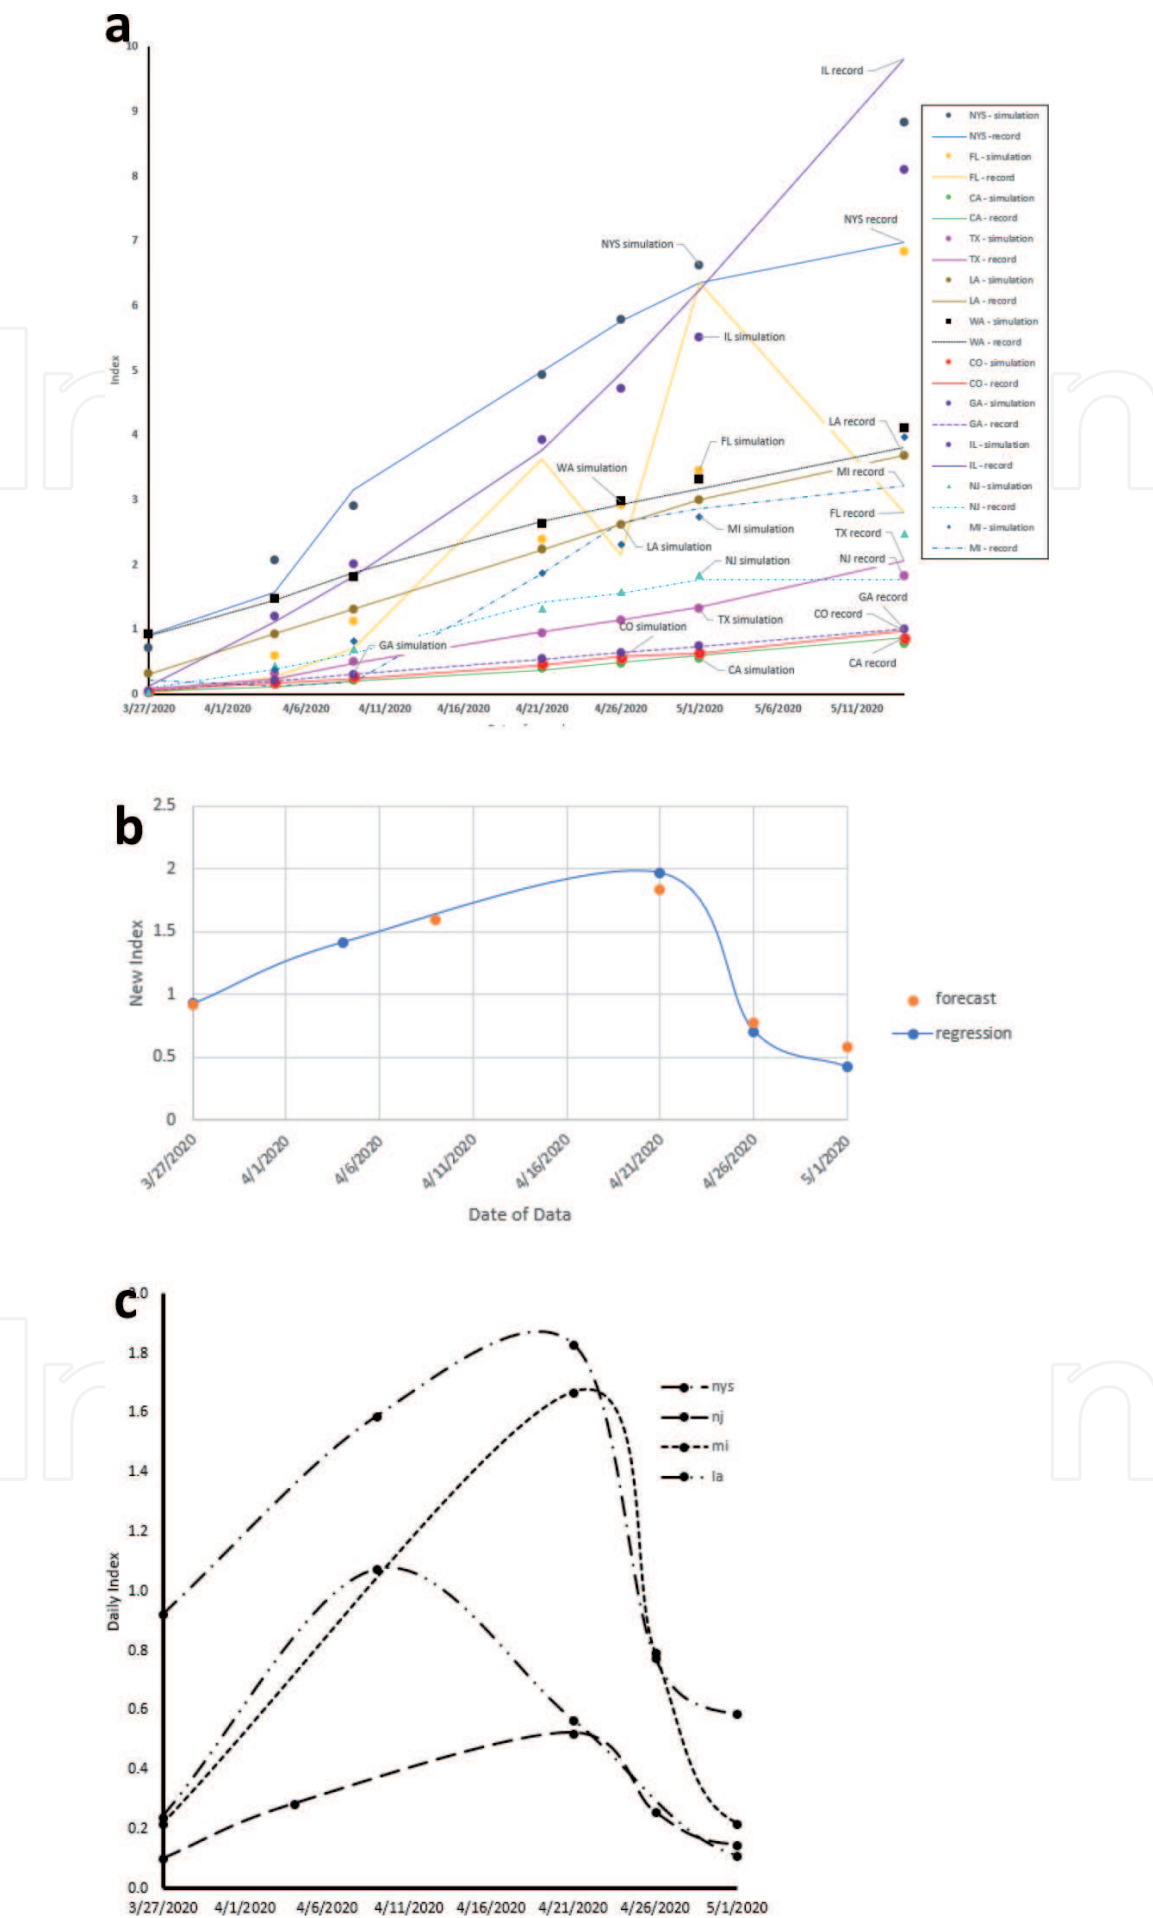 a
10
9
8
7
6
5
4
3
2
1
0
Index
3/27/2020 4/1/2020 4/6/2020 4/11/2020 4/16/2020 4/21/2020 4/26/2020 5/1/2020 5/6/2020 5/11/2020
IL record
NYS record
NYS simulation
IL simulation
LA record
FL simulation
WA simulation
MI record
FL record
MI simulation
TX record
LA simulation
NJ record
NJ simulation
GA record
CO record
TX simulation
CO simulation
GA simulation
CA record
CA simulation
NYS - simulation
NYS -record
FL - simulation
FL - record
CA - simulation
CA - record
TX - simulation
TX - record
LA - simulation
LA - record
WA - simulation
WA - record
CO - simulation
CO - record
GA - simulation
GA - record
IL - simulation
IL - record
NJ - simulation
NJ - record
MI - simulation
MI - record
b
2.5
2
1.5
1
0.5
0
New Index
3/27/2020 4/1/2020 4/6/2020 4/11/2020 4/16/2020 4/21/2020 4/26/2020 5/1/2020
Date of Data
forecast
regression
c
2.0
1.8
1.6
1.4
1.2
1.0
0.8
0.6
0.4
0.2
0.0
Daily Index
3/27/2020 4/1/2020 4/6/2020 4/11/2020 4/16/2020 4/21/2020 4/26/2020 5/1/2020
nys
nj
mi
la